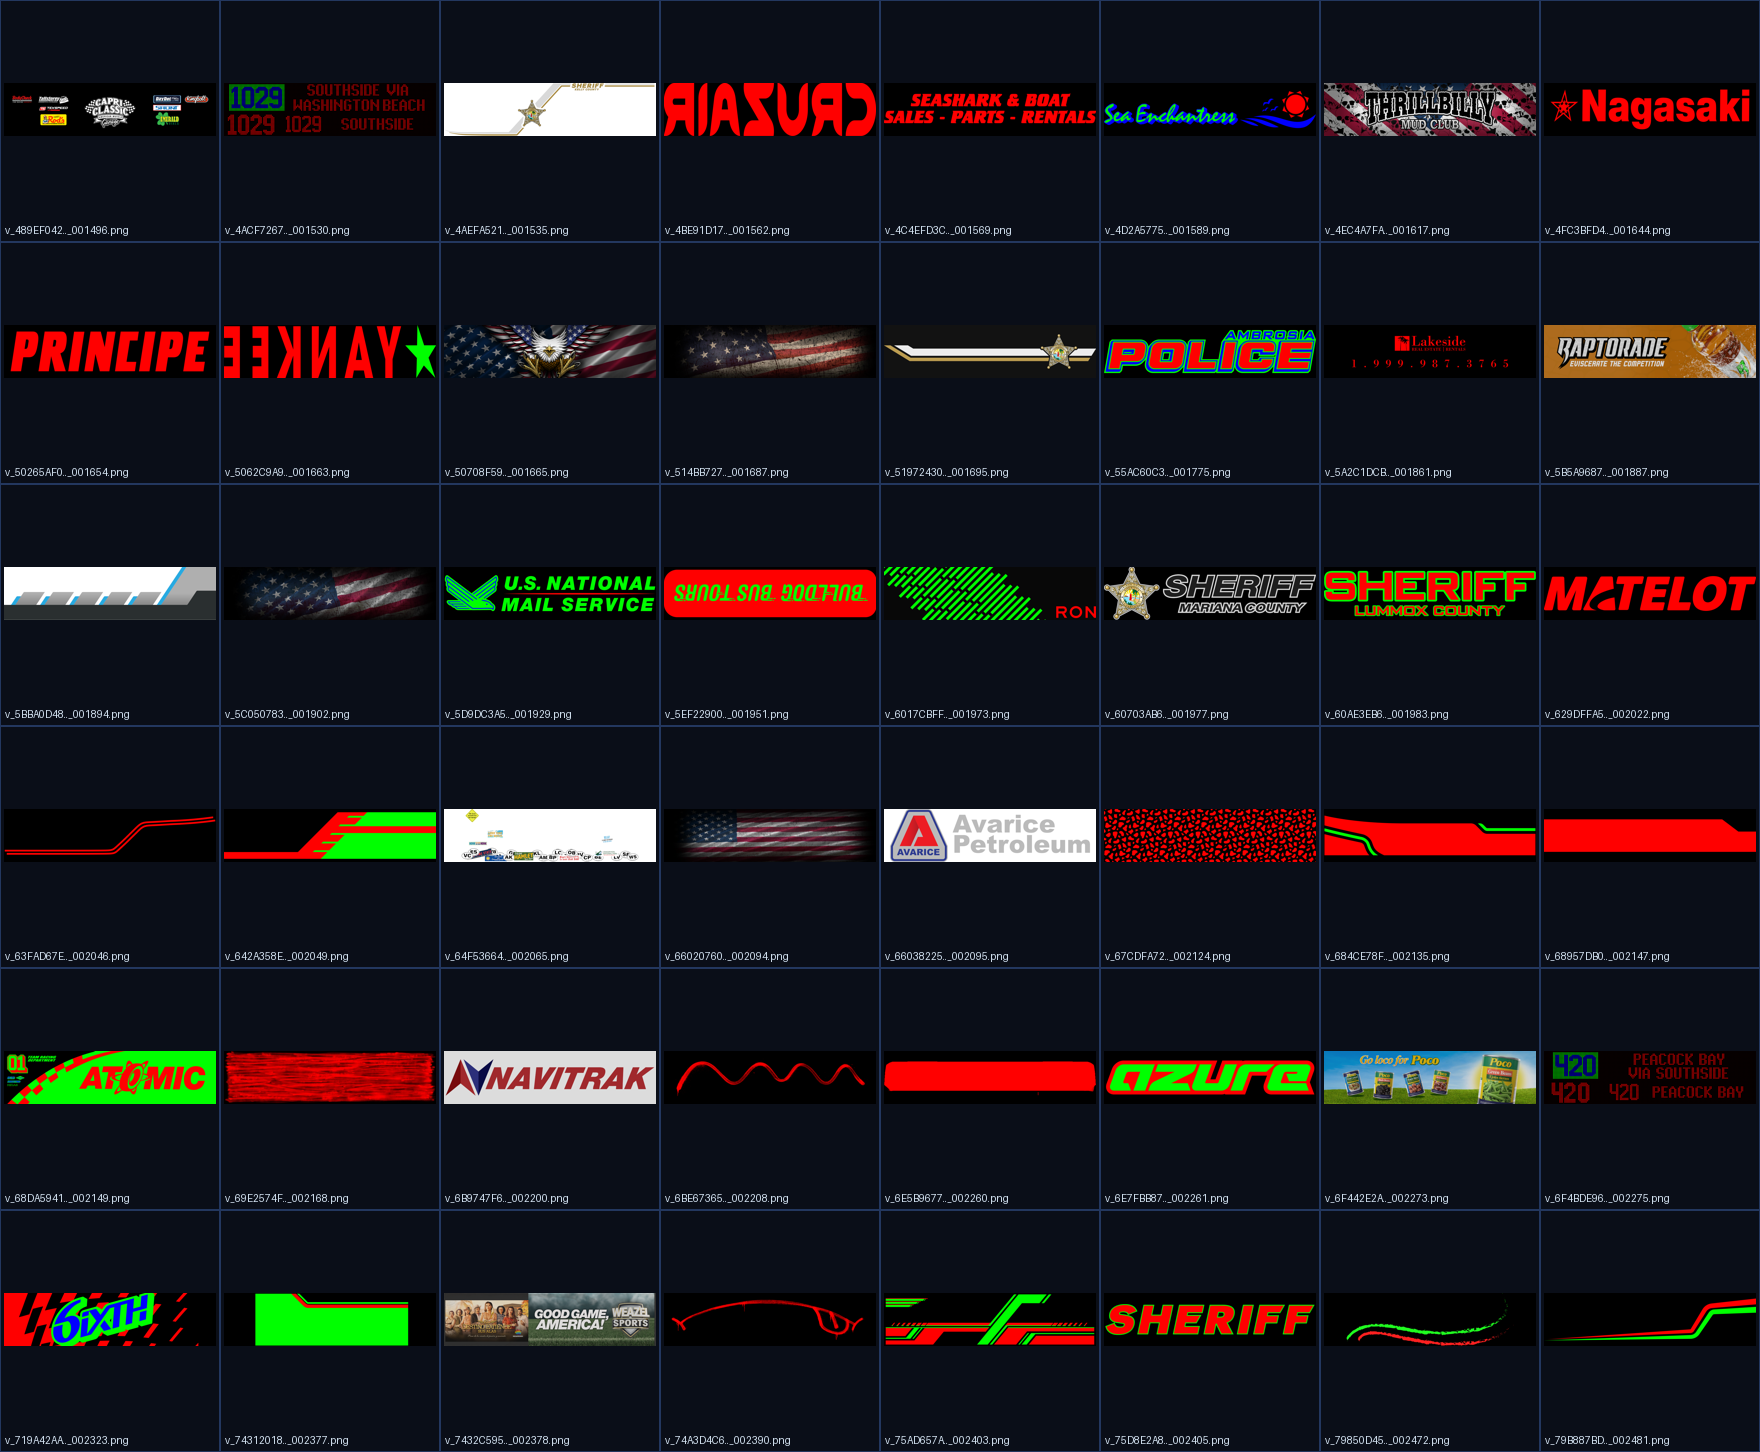 CAPRI
CLASSIC
1029
SOUTHSIDE VIA
WASHINGTON BEACH
1029 1029 SOUTHSIDE
SHERIFF
CRUZAIR
SEASHARK & BOAT
SALES - PARTS - RENTALS
Sea Enchantress
THRILLBILLY
MUD CLUB
Nagasaki
v_489EF042.._001496.png
v_4ACF7267.._001530.png
v_4AEFA521.._001535.png
v_4BE91D17.._001562.png
v_4C4EFD3C.._001569.png
v_4D2A5775.._001589.png
v_4EC4A7FA.._001617.png
v_4FC3BFD4.._001644.png
PRINCIPE
YANKEE
AMBROSIA
POLICE
Lakeside
1.999.987.3765
RAPTORADE
EVISCERATE THE COMPETITION
v_50265AF0.._001654.png
v_5062C9A9.._001663.png
v_50708F59.._001665.png
v_514BB727.._001687.png
v_51972430.._001695.png
v_55AC60C3.._001775.png
v_5A2C1DCB.._001861.png
v_5B5A9687.._001887.png
U.S. NATIONAL
MAIL SERVICE
BULLDOG BUS TOURS
RON
SHERIFF
MARIANA COUNTY
SHERIFF
LUMMOX COUNTY
MATELOT
v_5BBA0D48.._001894.png
v_5C050783.._001902.png
v_5D9DC3A5.._001929.png
v_5EF22900.._001951.png
v_6017CBFF.._001973.png
v_60703AB6.._001977.png
v_60AE3EB6.._001983.png
v_629DFFA5.._002022.png
AVARICE
Avarice
Petroleum
v_63FAD67E.._002046.png
v_642A358E.._002049.png
v_64F53664.._002065.png
v_66020760.._002094.png
v_66038225.._002095.png
v_67CDFA72.._002124.png
v_684CE78F.._002135.png
v_68957DB0.._002147.png
01
ATOMIC
NAVITRAK
azure
Go loco for Poco
Poco
420
PEACOCK BAY
VIA SOUTHSIDE
420 420 PEACOCK BAY
v_68DA5941.._002149.png
v_69E2574F.._002168.png
v_6B9747F6.._002200.png
v_6BE67365.._002208.png
v_6E5B9677.._002260.png
v_6E7FBB87.._002261.png
v_6F442E2A.._002273.png
v_6F4BDE96.._002275.png
6iXTH
GOOD GAME,
AMERICA!
WEAZEL
SPORTS
SHERIFF
v_719A42AA.._002323.png
v_74312018.._002377.png
v_7432C595.._002378.png
v_74A3D4C6.._002390.png
v_75AD657A.._002403.png
v_75D8E2A8.._002405.png
v_79850D45.._002472.png
v_79B887BD.._002481.png